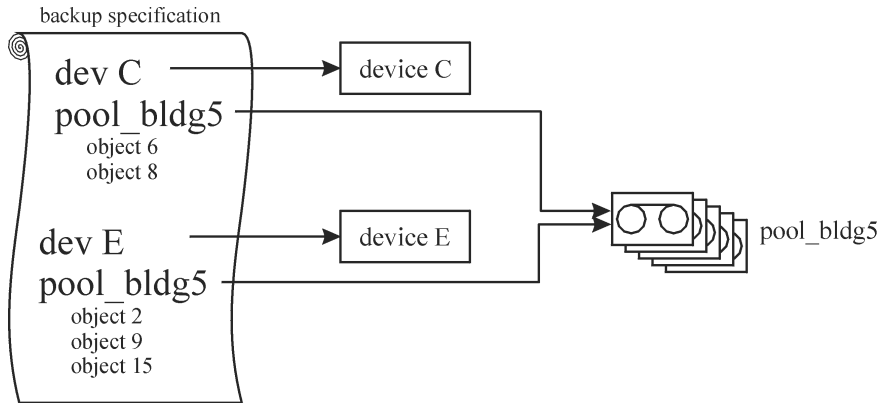 backup specification
dev C
pool_bldg5
object 6
object 8
dev E
pool_bldg5
object 2
object 9
object 15
device C
device E
pool_bldg5